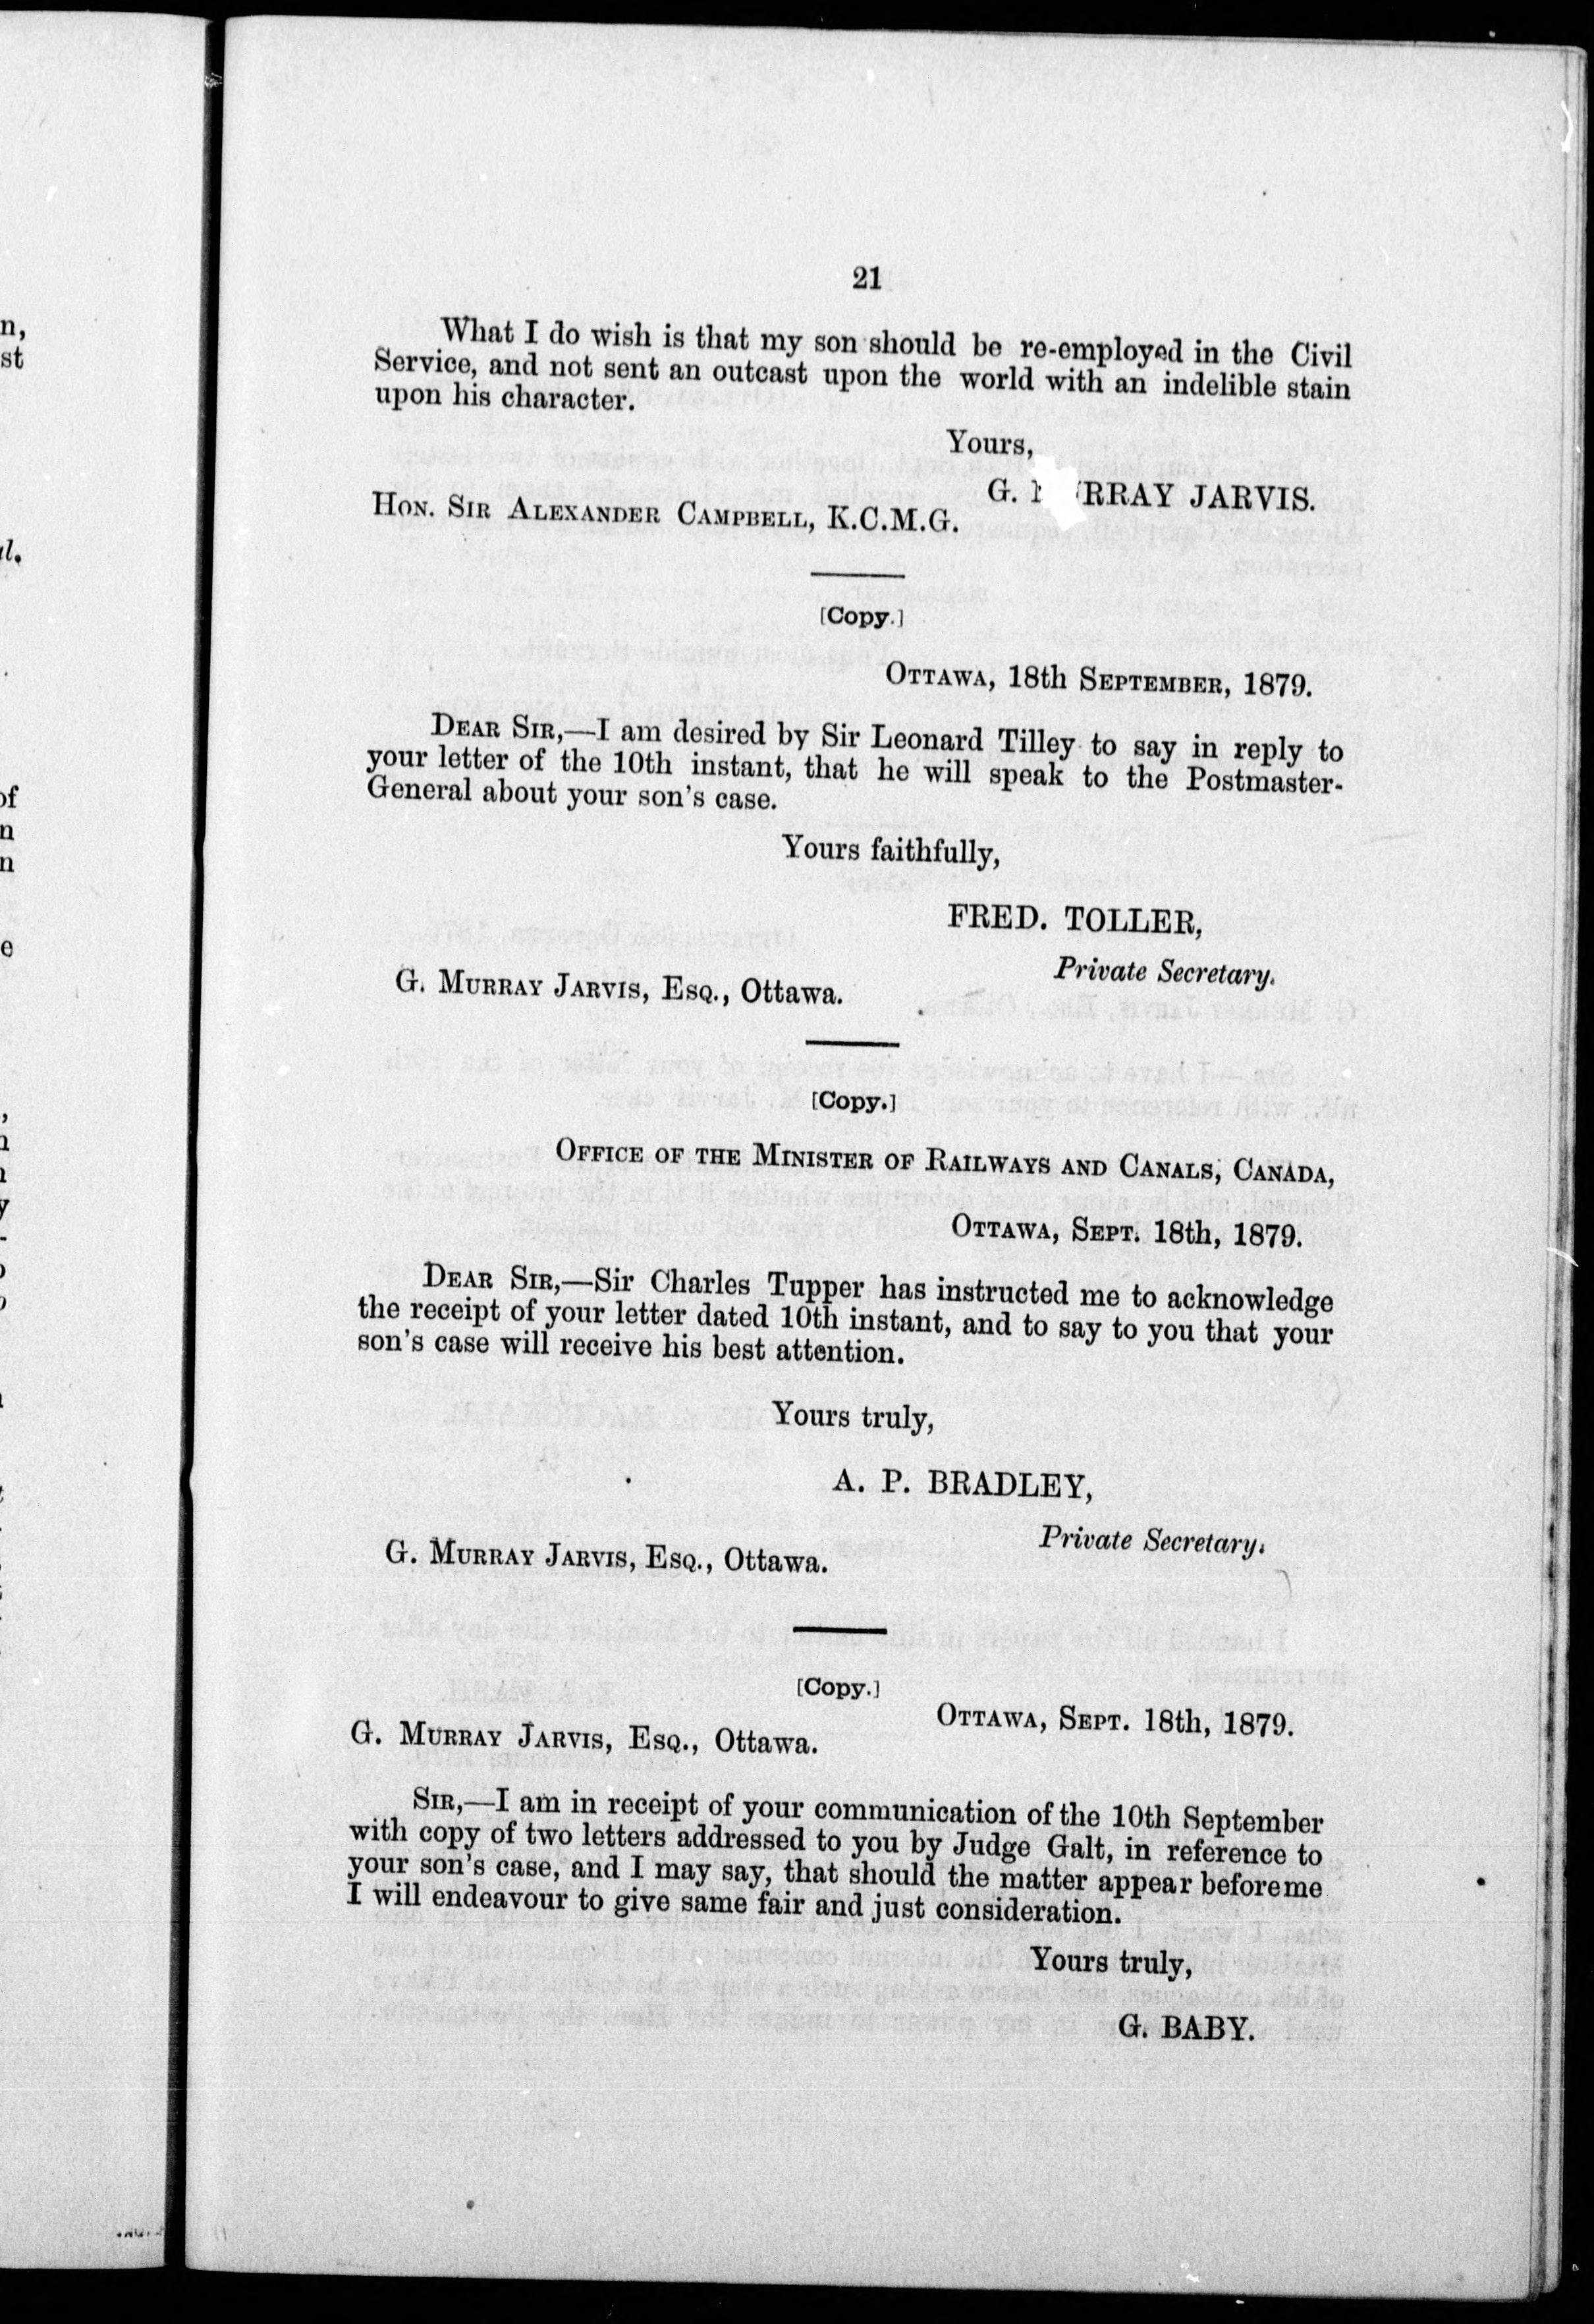 21
What I do wish is that my son should be re-employed in the Civil
Service, and not sent an outcast upon the world with an indelible stain
upon his character.
Yours,
G. RRAY JARVIS.
HON. SIR ALEXANDER CAMPBELL, K.C.M.G.
[Copy.]
OTTAWA, 18th SEPTEMBER, 1879.
DEAR SIR,—I am desired by Sir Leonard Tilley to say in reply to
your letter of the 10th instant, that he will speak to the Postmaster-
General about your son's case.
Yours faithfully,
FRED. TOLLER,
Private Secretary.
G. MURRAY JARVIS, ESQ., Ottawa.
[Copy.]
OFFICE OF THE MINISTER OF RAILWAYS AND CANALS, CANADA,
OTTAWA, SEPT. 18th, 1879.
DEAR SIR,—Sir Charles Tupper has instructed me to acknowledge
the receipt of your letter dated 10th instant, and to say to you that your
son's case will receive his best attention.
Yours truly,
A. P. BRADLEY,
Private Secretary.
G. MURRAY JARVIS, ESQ., Ottawa.
[Copy.]
OTTAWA, SEPT. 18th, 1879.
G. MURRAY JARVIS, ESQ., Ottawa.
SIR,—I am in receipt of your communication of the 10th September
with copy of two letters addressed to you by Judge Galt, in reference to
your son's case, and I may say, that should the matter appear beforeme
I will endeavour to give same fair and just consideration.
Yours truly,
G. BABY.